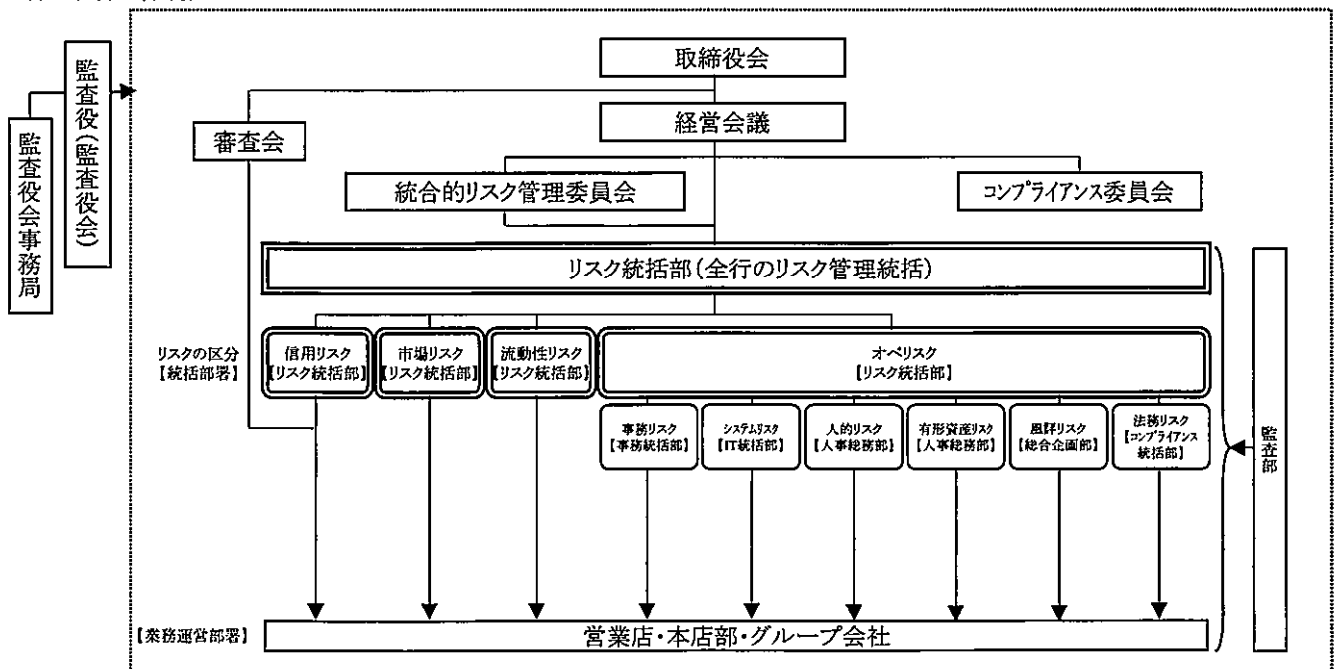 取締役会
監査役(監査役会)
監査役会事務局
経営会議
審査会
統合的リスク管理委員会
コンプライアンス委員会
リスク統括部(全行のリスク管理統括)
リスクの区分
【統括部署】
信用リスク
【リスク統括部】
市場リスク
【リスク統括部】
流動性リスク
【リスク統括部】
オペリスク
【リスク統括部】
事務リスク
【事務統括部】
システムリスク
【IT統括部】
人的リスク
【人事総務部】
有形資産リスク
【人事総務部】
風評リスク
【総合企画部】
法務リスク
【コンプライアンス
統括部】
監査部
【業務運営部署】
営業店・本店部・グループ会社